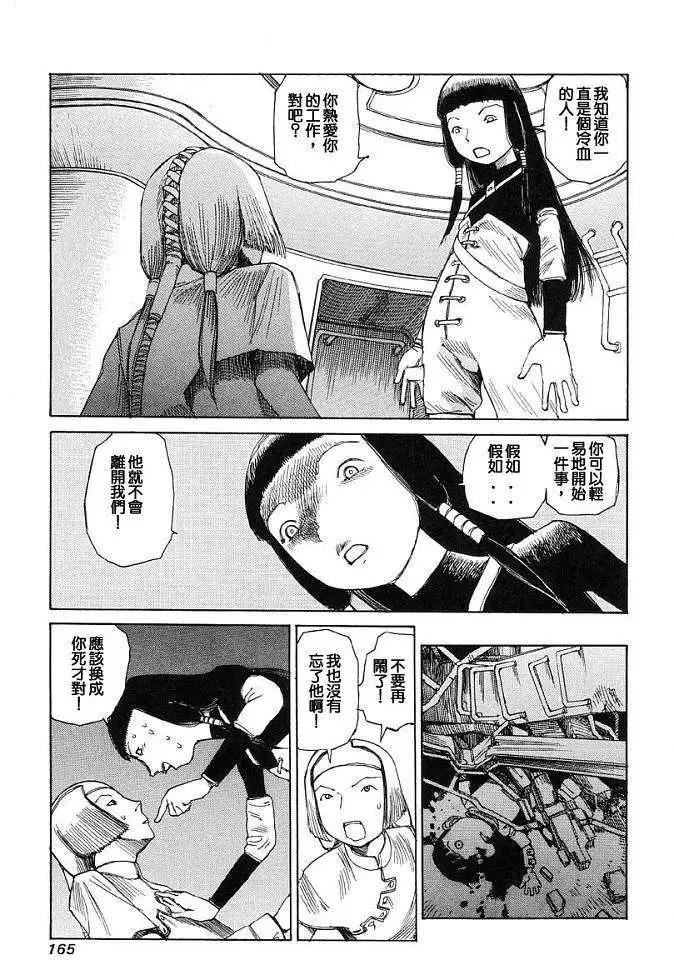 我知道你一
直是個冷血
的人！
你熱愛你
的工作，
對吧？
你可以輕
易地開始
一件事，
假如．．
假如．．
他就不會
離開我們！
不要再
鬧了！
我也沒有
忘了他啊！
應該換成
你死才對！
165